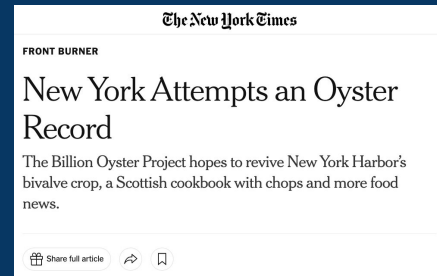 The New York Times
FRONT BURNER
New York Attempts an Oyster
Record
The Billion Oyster Project hopes to revive New York Harbor's
bivalve crop, a Scottish cookbook with chops and more food
news.
Share full article